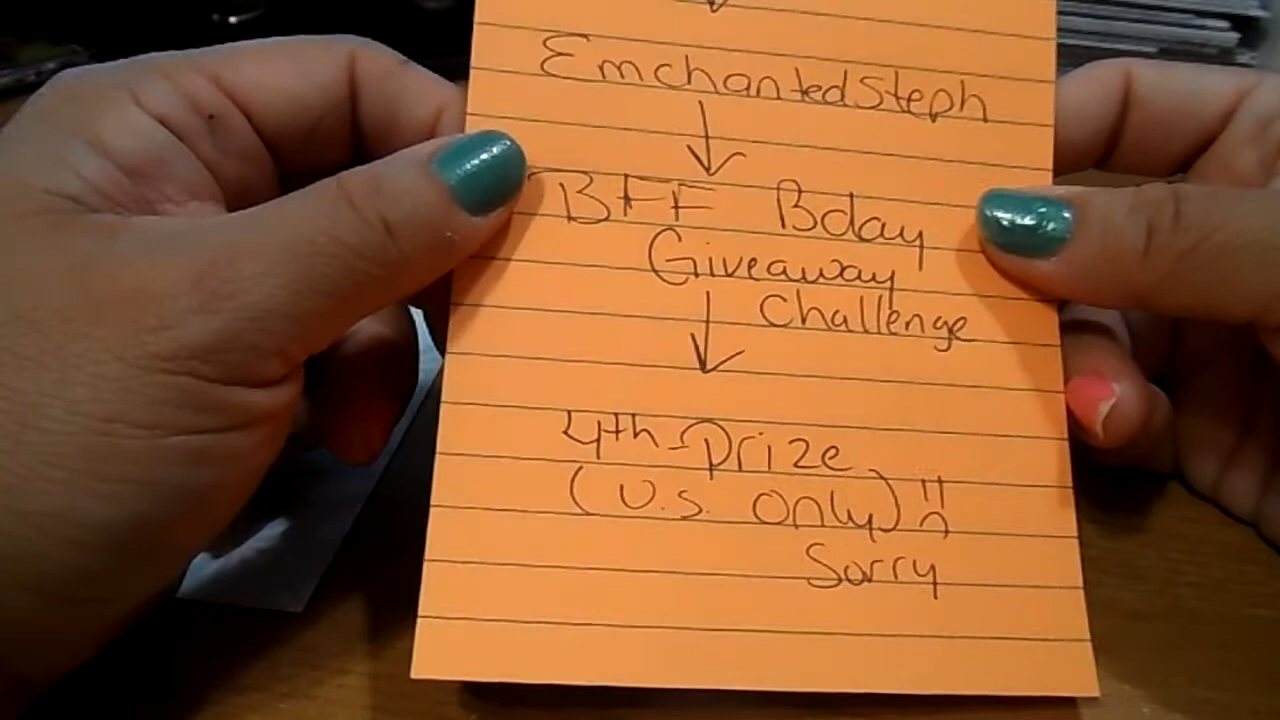 EmchantedSteph
BFF Bday
Giveaway
Challenge
4th-Prize
(U.S. only)
Sorry